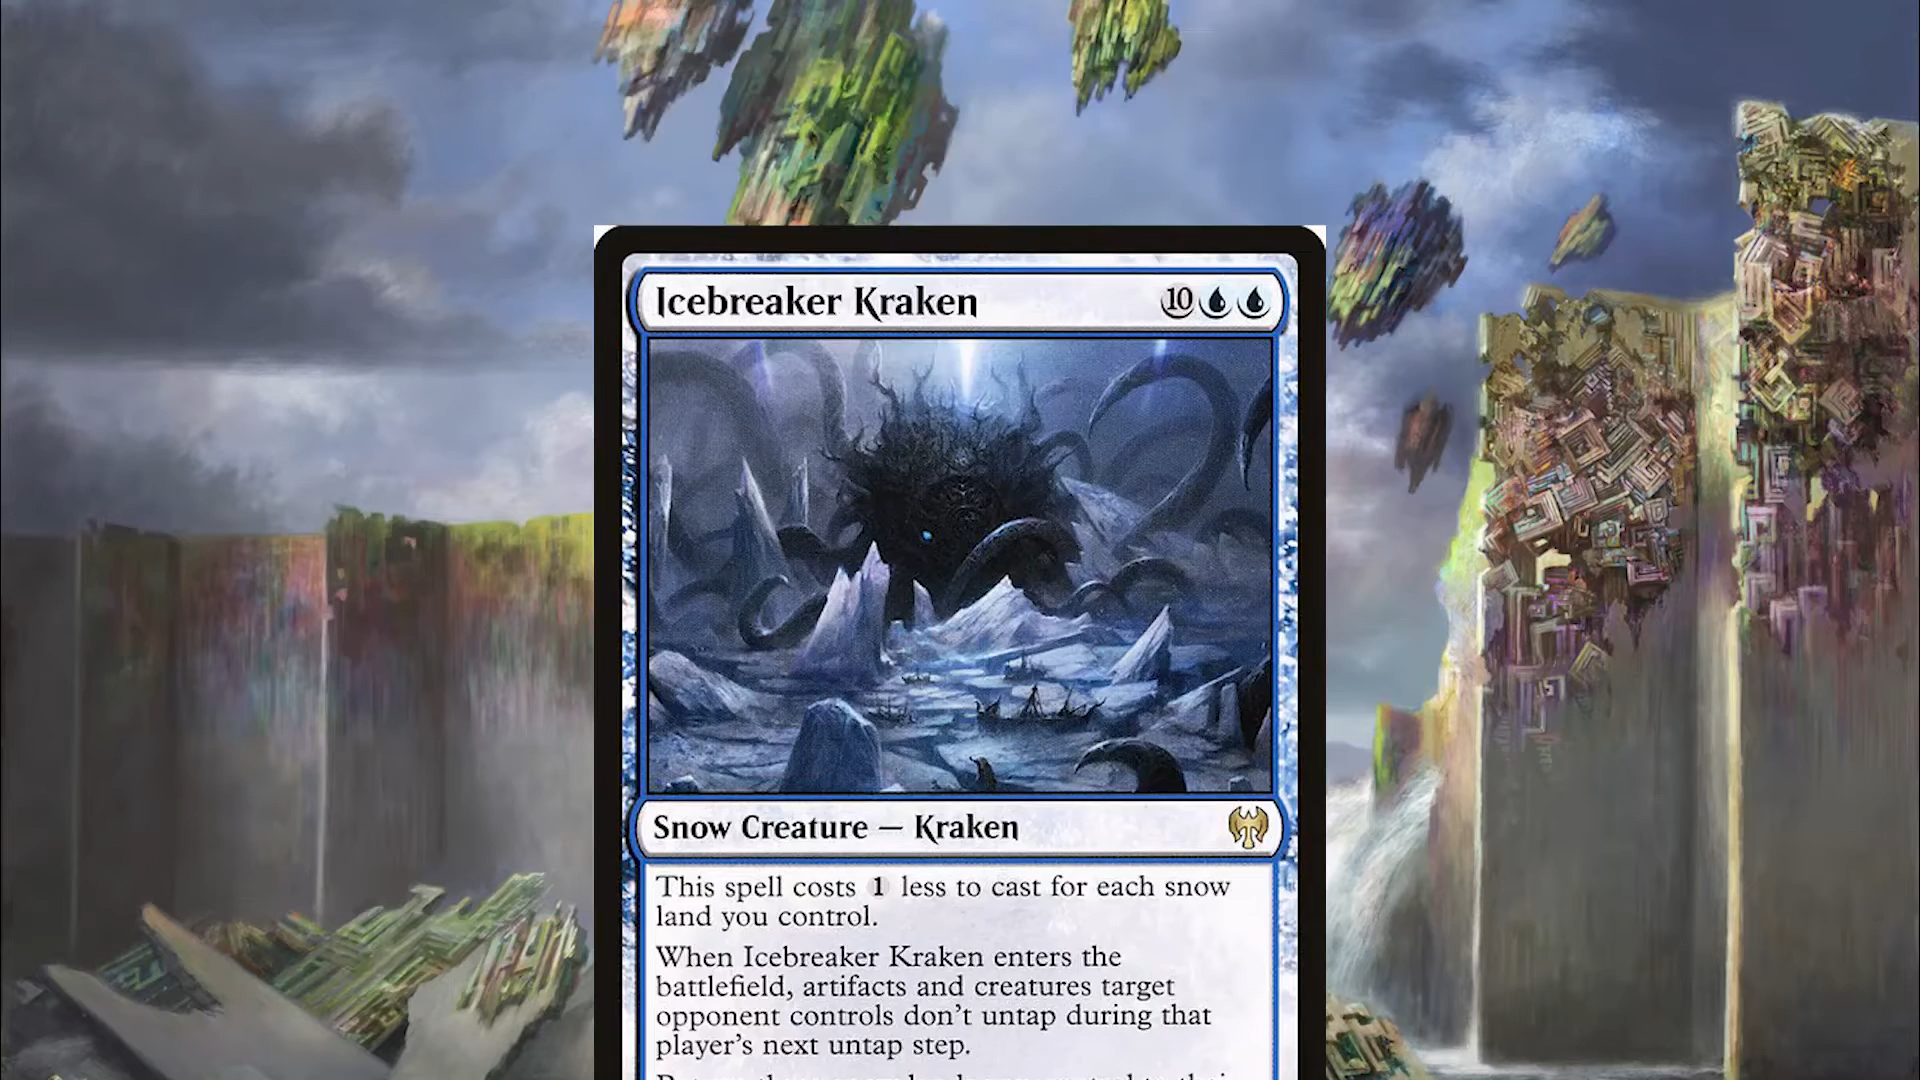 Icebreaker Kraken 10
Snow Creature — Kraken
This spell costs 1 less to cast for each snow
land you control.
When Icebreaker Kraken enters the
battlefield, artifacts and creatures target
opponent controls don't untap during that
player's next untap step.